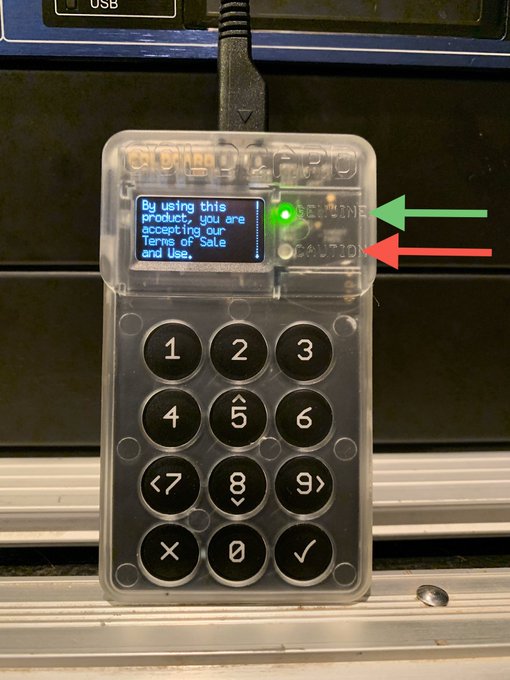 USB
COLDCARD
By using this
product, you are
accepting our
Terms of Sale
and Use.
GENUINE
CAUTION
1 2 3
4 5 6
<7 8 9>
× 0 ✓